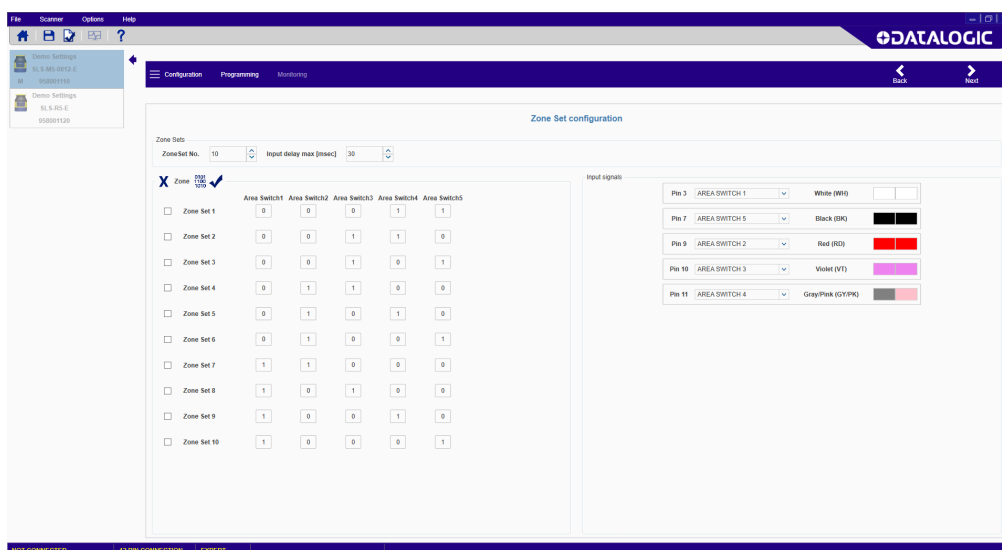 File Scanner Options Help
DATALOGIC
Demo Settings
SLS-M5-0812-E
M 958001110
Demo Settings
SLS-R5-E
958001120
Configuration Programming Monitoring
Back Next
Zone Set configuration
Zone Sets
ZoneSet No. 10 Input delay max [msec] 30
X Zone 0101 1100 1010
Area Switch1 Area Switch2 Area Switch3 Area Switch4 Area Switch5
Zone Set 1 0 0 0 1 1
Zone Set 2 0 0 1 1 0
Zone Set 3 0 0 1 0 1
Zone Set 4 0 1 1 0 0
Zone Set 5 0 1 0 1 0
Zone Set 6 0 1 0 0 1
Zone Set 7 1 1 0 0 0
Zone Set 8 1 0 1 0 0
Zone Set 9 1 0 0 1 0
Zone Set 10 1 0 0 0 1
Input signals
Pin 3 AREA SWITCH 1 White (WH)
Pin 7 AREA SWITCH 5 Black (BK)
Pin 9 AREA SWITCH 2 Red (RD)
Pin 10 AREA SWITCH 3 Violet (VT)
Pin 11 AREA SWITCH 4 Gray/Pink (GY/PK)
NOT CONNECTED 12 PIN CONNECTION EXPERT